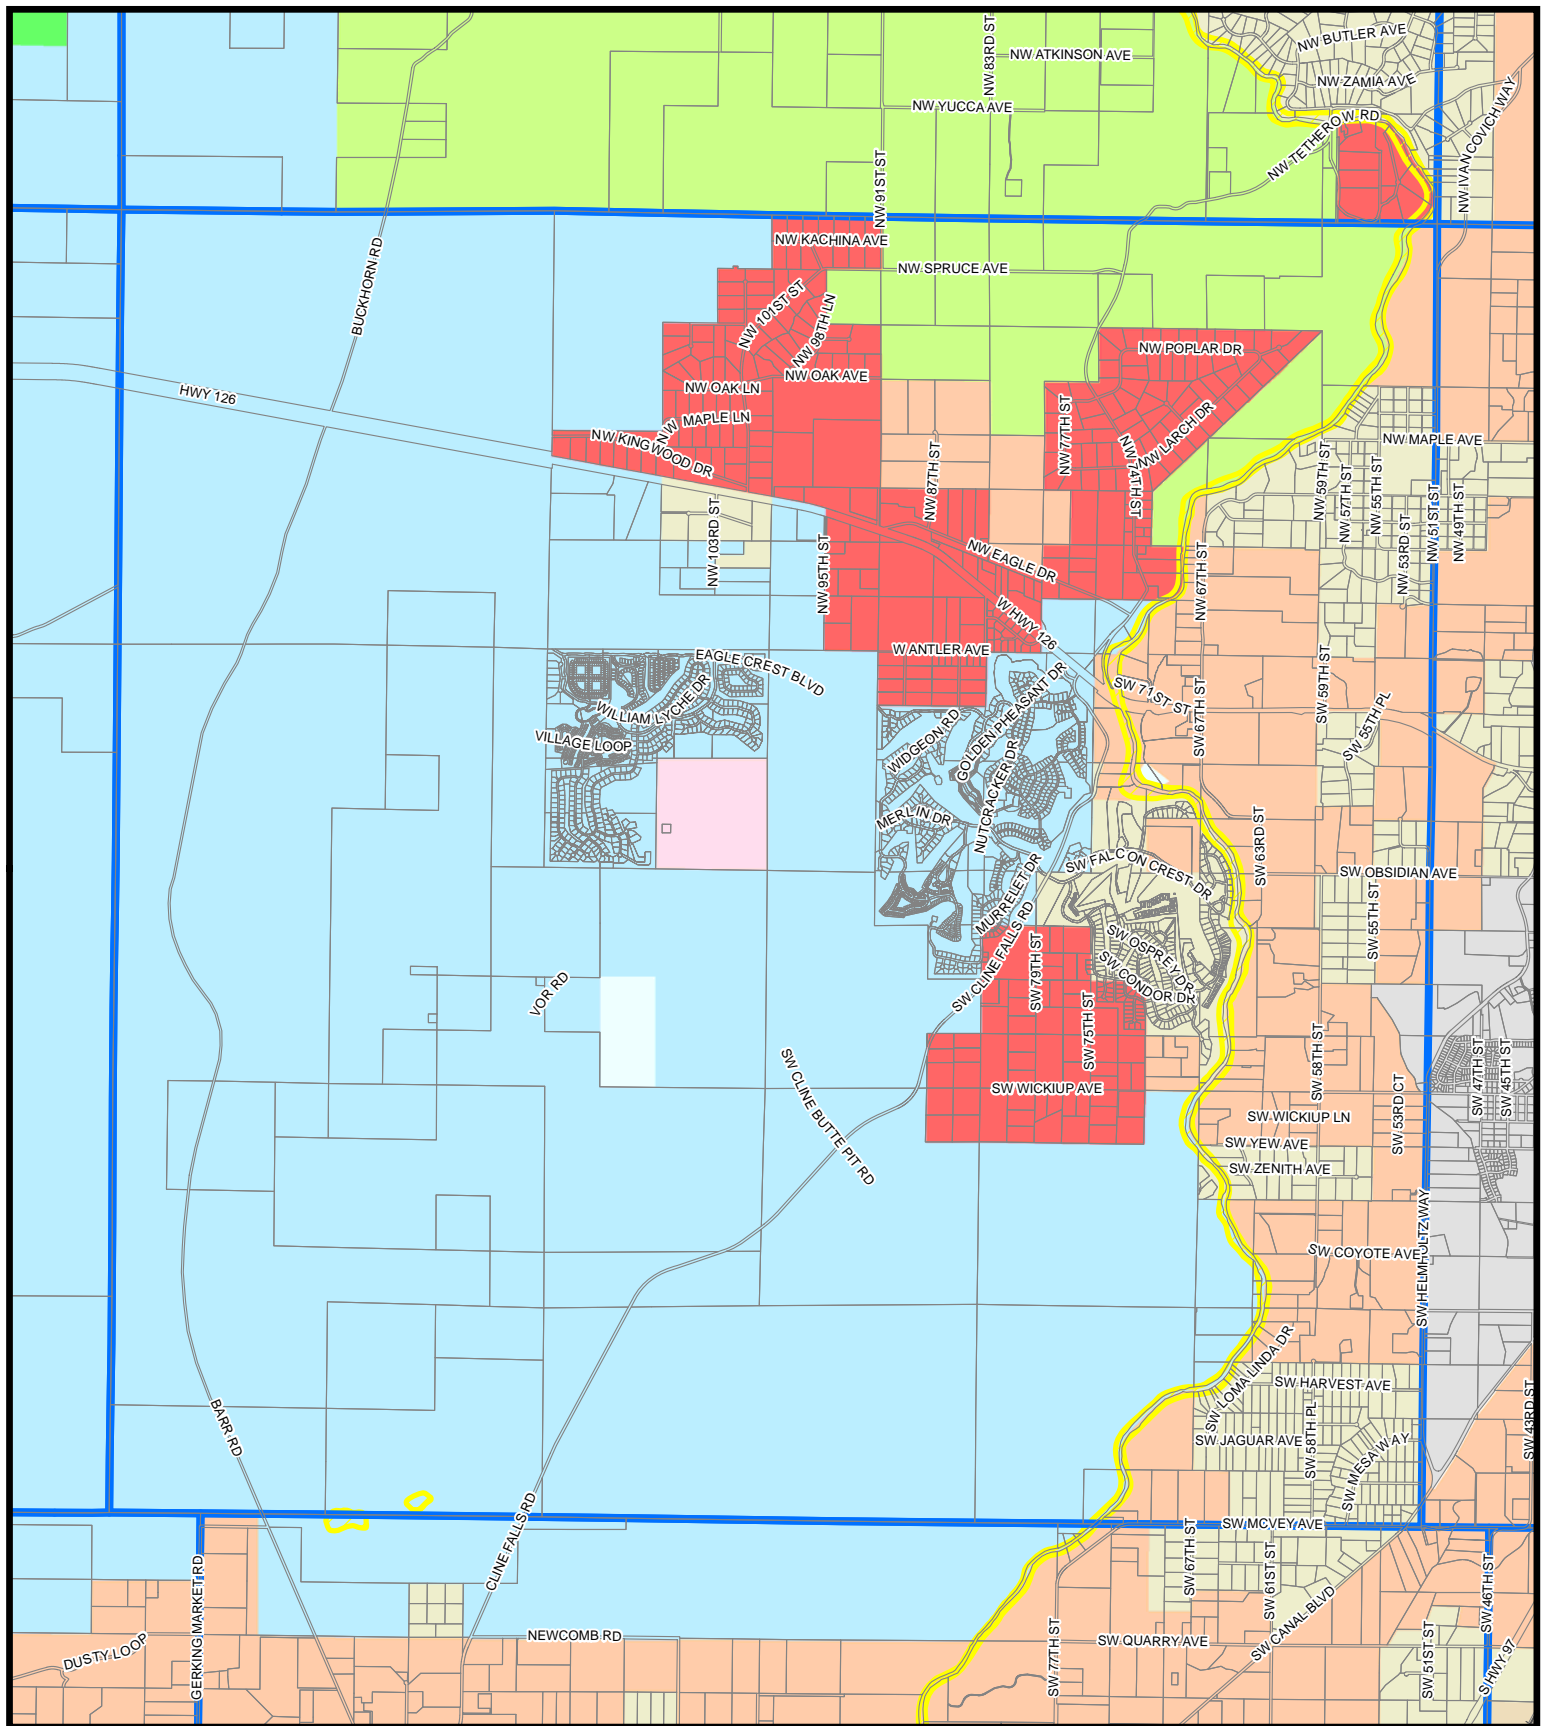 NW BUTLER AVE
NW 83RD ST
NW ATKINSON AVE
NW ZAMIA AVE
NW IVANCOVICH WAY
NW YUCCA AVE
NW TETHEROW RD
NW 91ST ST
BUCKHORN RD
NW KACHINA AVE
NW SPRUCE AVE
NW 101ST ST
NW 98TH LN
NW POPLAR DR
NW OAK AVE
NW OAK LN
HWY 126
NW MAPLE LN
NW KINGWOOD DR
NW 77TH ST
NW LARCH DR
NW 74TH ST
NW MAPLE AVE
NW 87TH ST
NW 59TH ST
NW 57TH ST
NW 55TH ST
NW 53RD ST
NW 51ST ST
NW 49TH ST
NW 103RD ST
NW 95TH ST
NW EAGLE DR
NW 67TH ST
W HWY 126
W ANTLER AVE
EAGLE CREST BLVD
WILLIAM LYCHE DR
VILLAGE LOOP
WIDGEON RD
GOLDEN PHEASANT DR
NUTCRACKER DR
MERLIN DR
SW 71ST ST
SW 67TH ST
SW 59TH ST
SW 55TH PL
SW 63RD ST
SW FALCON CREST DR
SW OBSIDIAN AVE
MURRELET DR
SW CLINE FALLS RD
SW 79TH ST
SW OSPREY DR
SW CONDOR DR
SW 75TH ST
SW 55TH ST
VOR RD
SW CLINE BUTTE PIT RD
SW WICKIUP AVE
SW 58TH ST
SW 53RD CT
SW 47TH ST
SW 45TH ST
SW WICKIUP LN
SW YEW AVE
SW ZENITH AVE
SW HELMHOLTZ WAY
SW COYOTE AVE
SW LOMA LINDA DR
SW HARVEST AVE
SW 43RD ST
SW JAGUAR AVE
SW 58TH PL
SW MESA WAY
BARR RD
CLINE FALLS RD
SW MCVEY AVE
GERKING MARKET RD
SW 67TH ST
SW 61ST ST
SW 46TH ST
SW CANAL BLVD
DUSTY LOOP
NEWCOMB RD
SW 77TH ST
SW QUARRY AVE
SW 51ST ST
S HWY 97